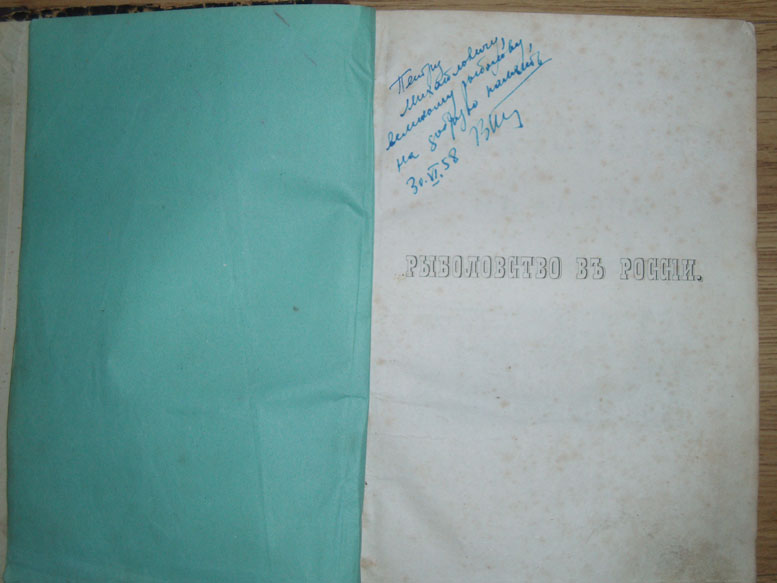 Петру
Михайловичу,
великому рыболову
на добрую память
30.VI.58
РЫБОЛОВСТВО ВЪ РОССІИ.